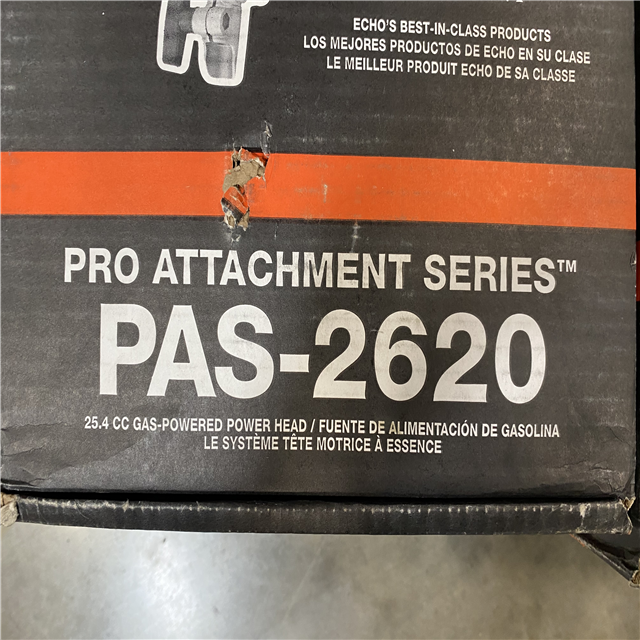 ECHO'S BEST-IN-CLASS PRODUCTS
LOS MEJORES PRODUCTOS DE ECHO EN SU CLASE
LE MEILLEUR PRODUIT ECHO DE SA CLASSE
PRO ATTACHMENT SERIES™
PAS-2620
25.4 CC GAS-POWERED POWER HEAD / FUENTE DE ALIMENTACIÓN DE GASOLINA
LE SYSTÈME TÊTE MOTRICE À ESSENCE